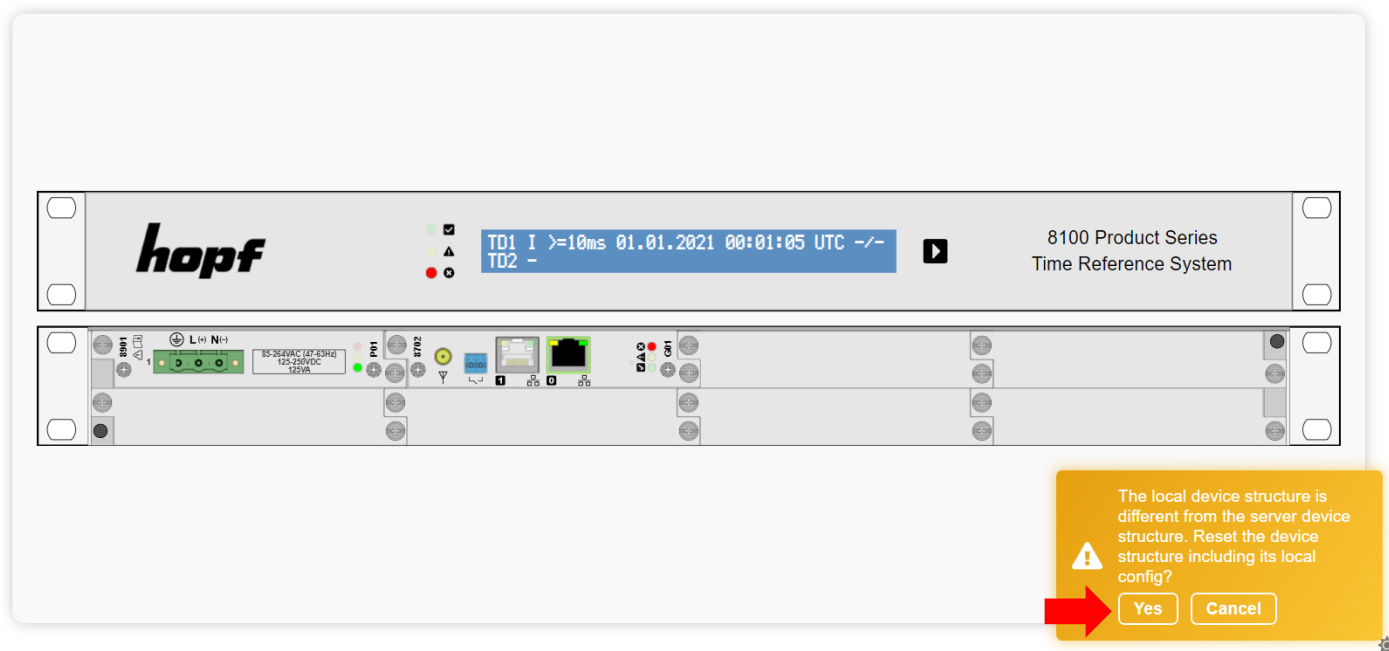 hopf
TD1 I >=10ms 01.01.2021 00:01:05 UTC -/-
TD2 -
8100 Product Series
Time Reference System
8901
1
L(+) N(-)
85-264VAC (47-63Hz)
125-250VDC
125VA
P01
8702
1
0
G01
The local device structure is
different from the server device
structure. Reset the device
structure including its local
config?
Yes
Cancel